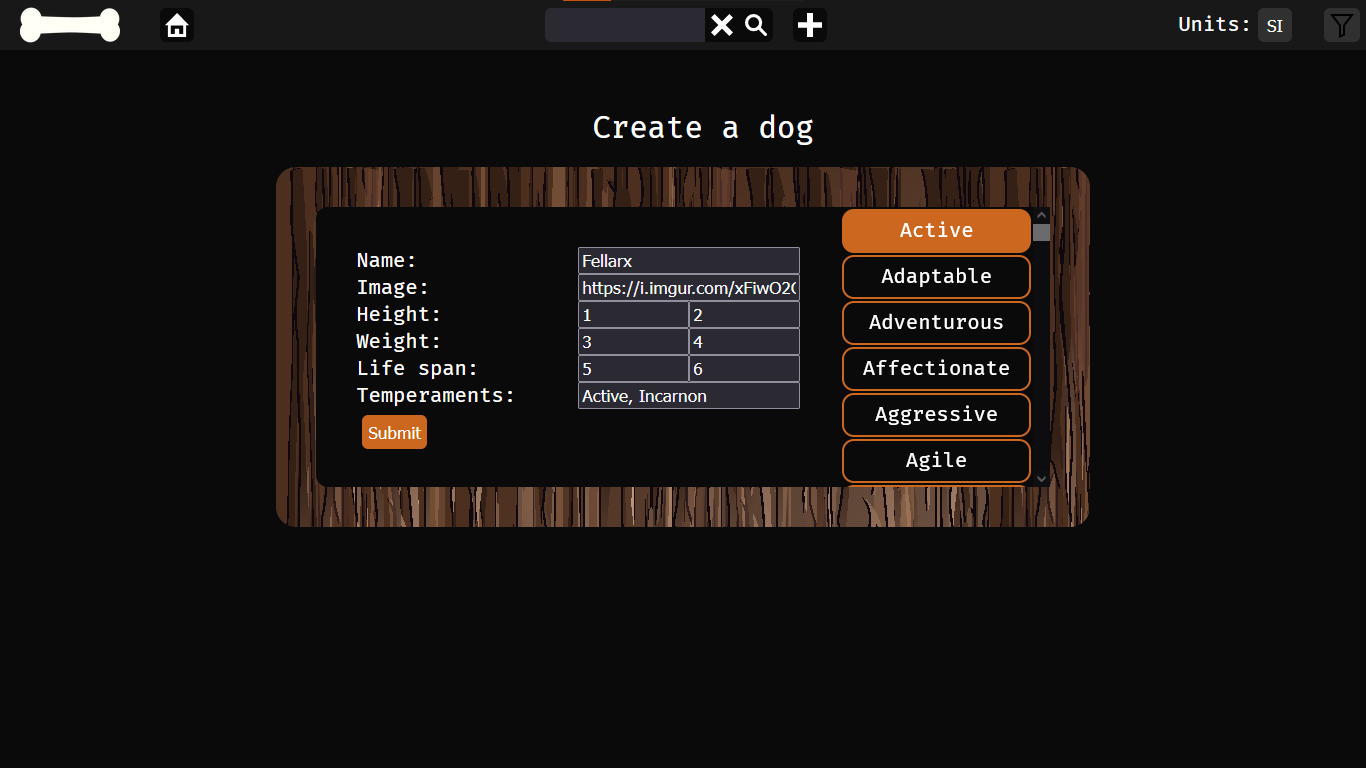 Units: SI
Create a dog
Name: Fellarx
Image: https://i.imgur.com/xFiwO2
Height: 1 2
Weight: 3 4
Life span: 5 6
Temperaments: Active, Incarnon
Submit
Active
Adaptable
Adventurous
Affectionate
Aggressive
Agile